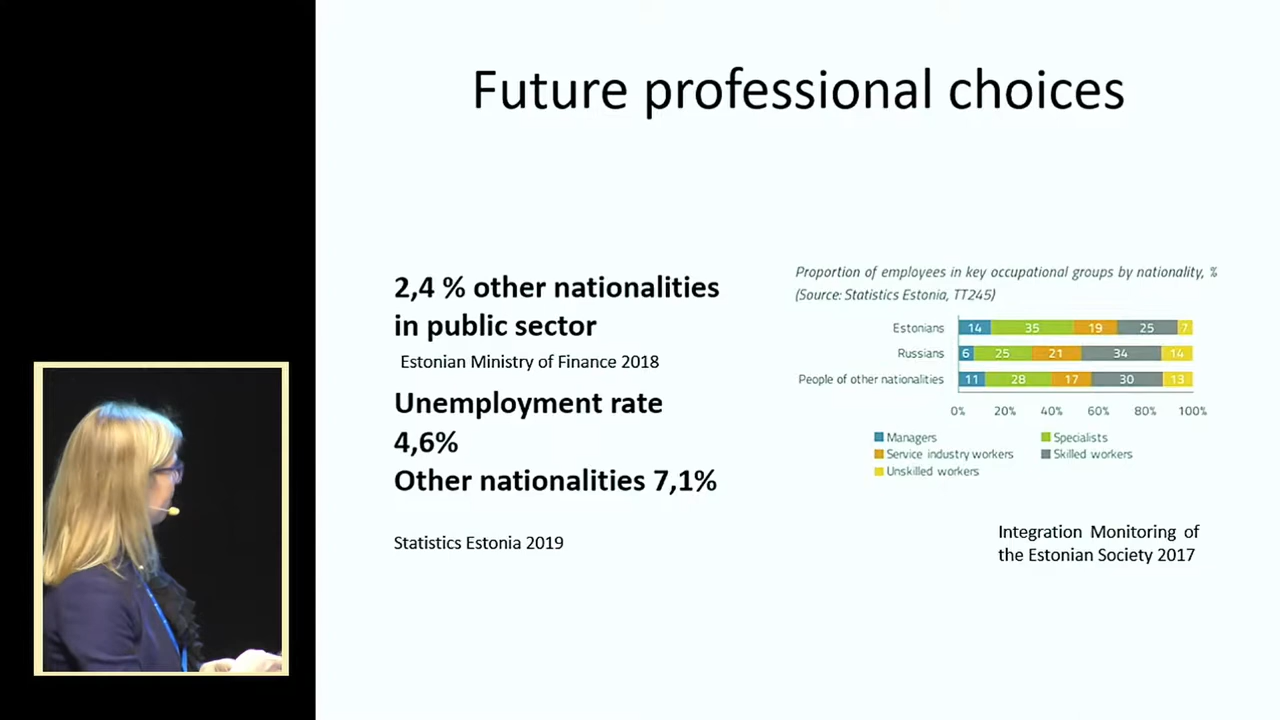 Future professional choices
2,4 % other nationalities
in public sector
Estonian Ministry of Finance 2018
Unemployment rate
4,6%
Other nationalities 7,1%
Statistics Estonia 2019
Proportion of employees in key occupational groups by nationality, %
(Source: Statistics Estonia, TT245)
Estonians 14 35 19 25 7
Russians 6 25 21 34 14
People of other nationalities 11 28 17 30 13
0% 20% 40% 60% 80% 100%
Managers Specialists
Service industry workers Skilled workers
Unskilled workers
Integration Monitoring of
the Estonian Society 2017